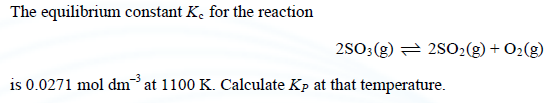 The equilibrium constant Kc for the reaction
2SO3(g) ⇌ 2SO2(g) + O2(g)
is 0.0271 mol dm⁻³ at 1100 K. Calculate KP at that temperature.